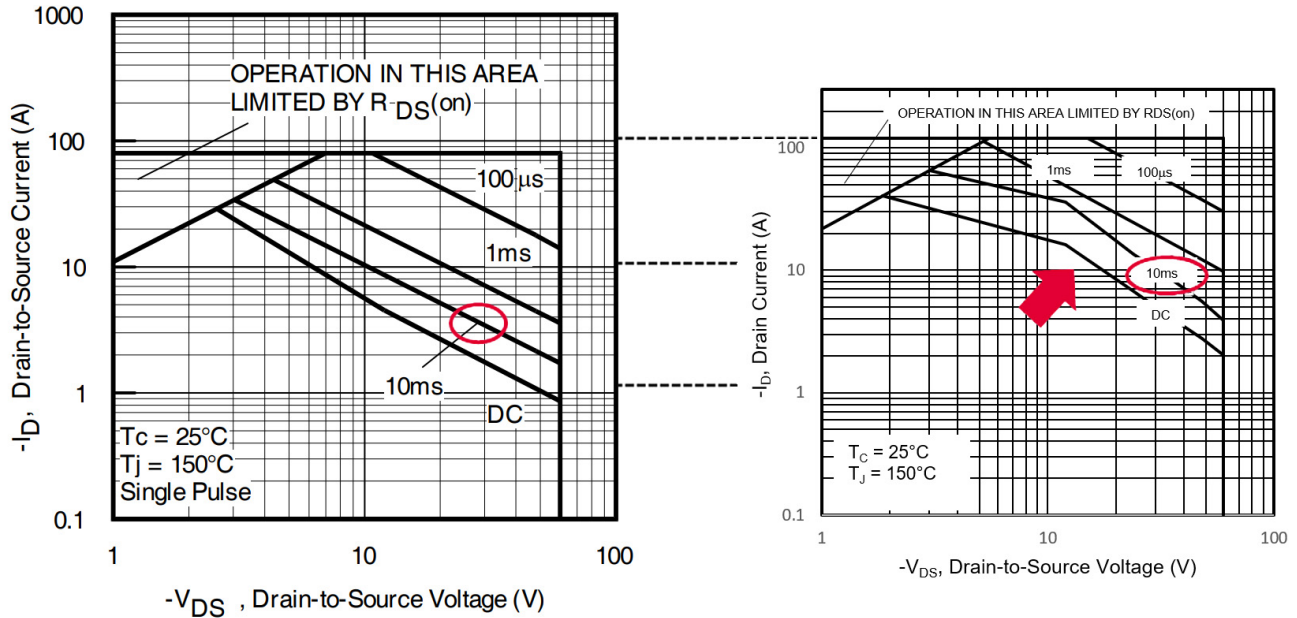 1000
100
10
1
0.1
-ID, Drain-to-Source Current (A)
OPERATION IN THIS AREA
LIMITED BY R DS(on)
100 µs
1ms
10ms
DC
Tc = 25°C
Tj = 150°C
Single Pulse
1
10
100
-VDS , Drain-to-Source Voltage (V)
100
10
1
0.1
-ID, Drain Current (A)
OPERATION IN THIS AREA LIMITED BY RDS(on)
1ms
100µs
10ms
DC
TC = 25°C
TJ = 150°C
1
10
100
-VDS, Drain-to-Source Voltage (V)